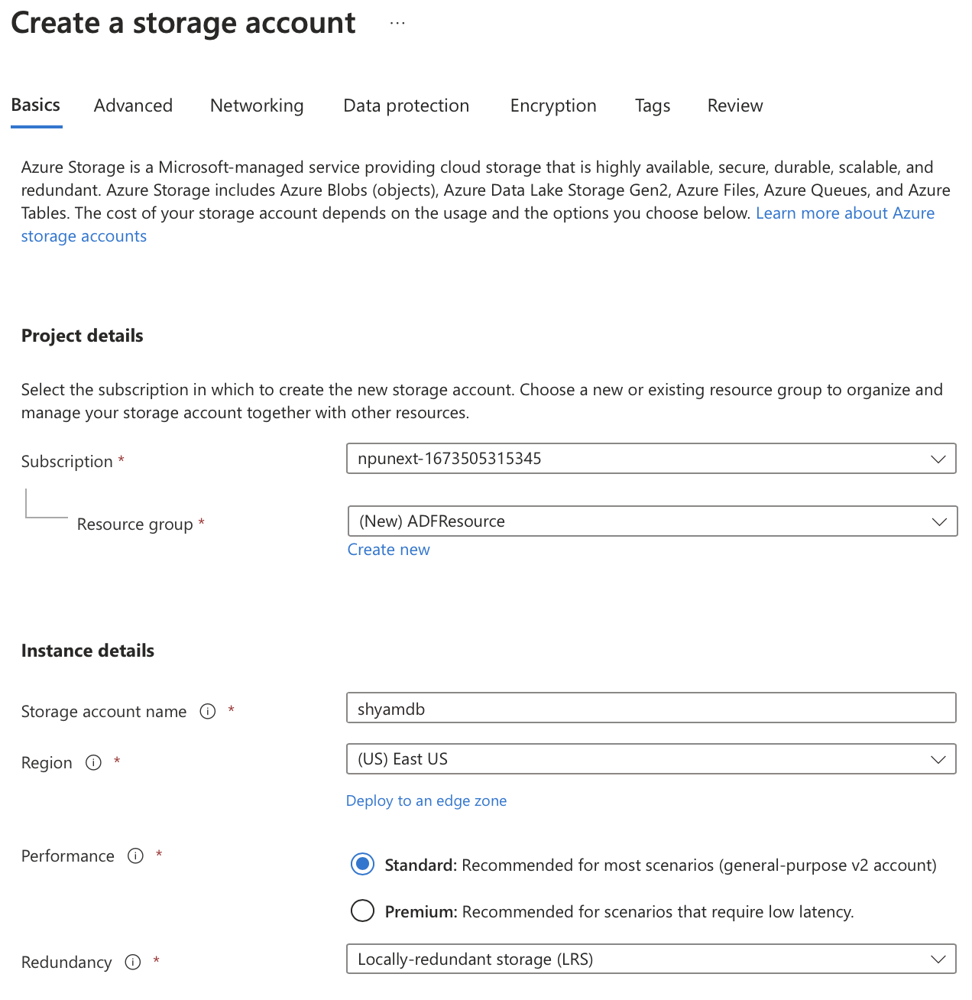 Create a storage account ...
Basics Advanced Networking Data protection Encryption Tags Review
Azure Storage is a Microsoft-managed service providing cloud storage that is highly available, secure, durable, scalable, and
redundant. Azure Storage includes Azure Blobs (objects), Azure Data Lake Storage Gen2, Azure Files, Azure Queues, and Azure
Tables. The cost of your storage account depends on the usage and the options you choose below. Learn more about Azure
storage accounts
Project details
Select the subscription in which to create the new storage account. Choose a new or existing resource group to organize and
manage your storage account together with other resources.
Subscription * npunext-1673505315345
Resource group * (New) ADFResource
Create new
Instance details
Storage account name * shyamdb
Region * (US) East US
Deploy to an edge zone
Performance * Standard: Recommended for most scenarios (general-purpose v2 account)
Premium: Recommended for scenarios that require low latency.
Redundancy * Locally-redundant storage (LRS)